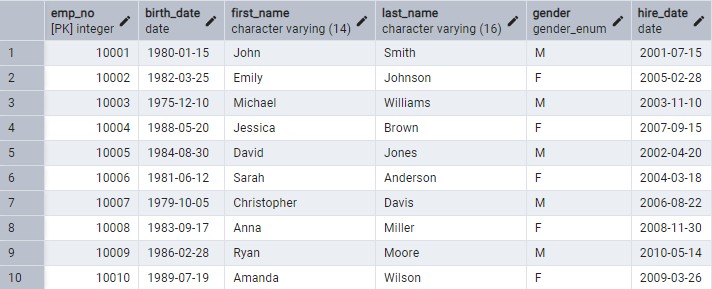 emp_no birth_date first_name last_name gender hire_date
[PK] integer date character varying (14) character varying (16) gender_enum date
1 10001 1980-01-15 John Smith M 2001-07-15
2 10002 1982-03-25 Emily Johnson F 2005-02-28
3 10003 1975-12-10 Michael Williams M 2003-11-10
4 10004 1988-05-20 Jessica Brown F 2007-09-15
5 10005 1984-08-30 David Jones M 2002-04-20
6 10006 1981-06-12 Sarah Anderson F 2004-03-18
7 10007 1979-10-05 Christopher Davis M 2006-08-22
8 10008 1983-09-17 Anna Miller F 2008-11-30
9 10009 1986-02-28 Ryan Moore M 2010-05-14
10 10010 1989-07-19 Amanda Wilson F 2009-03-26